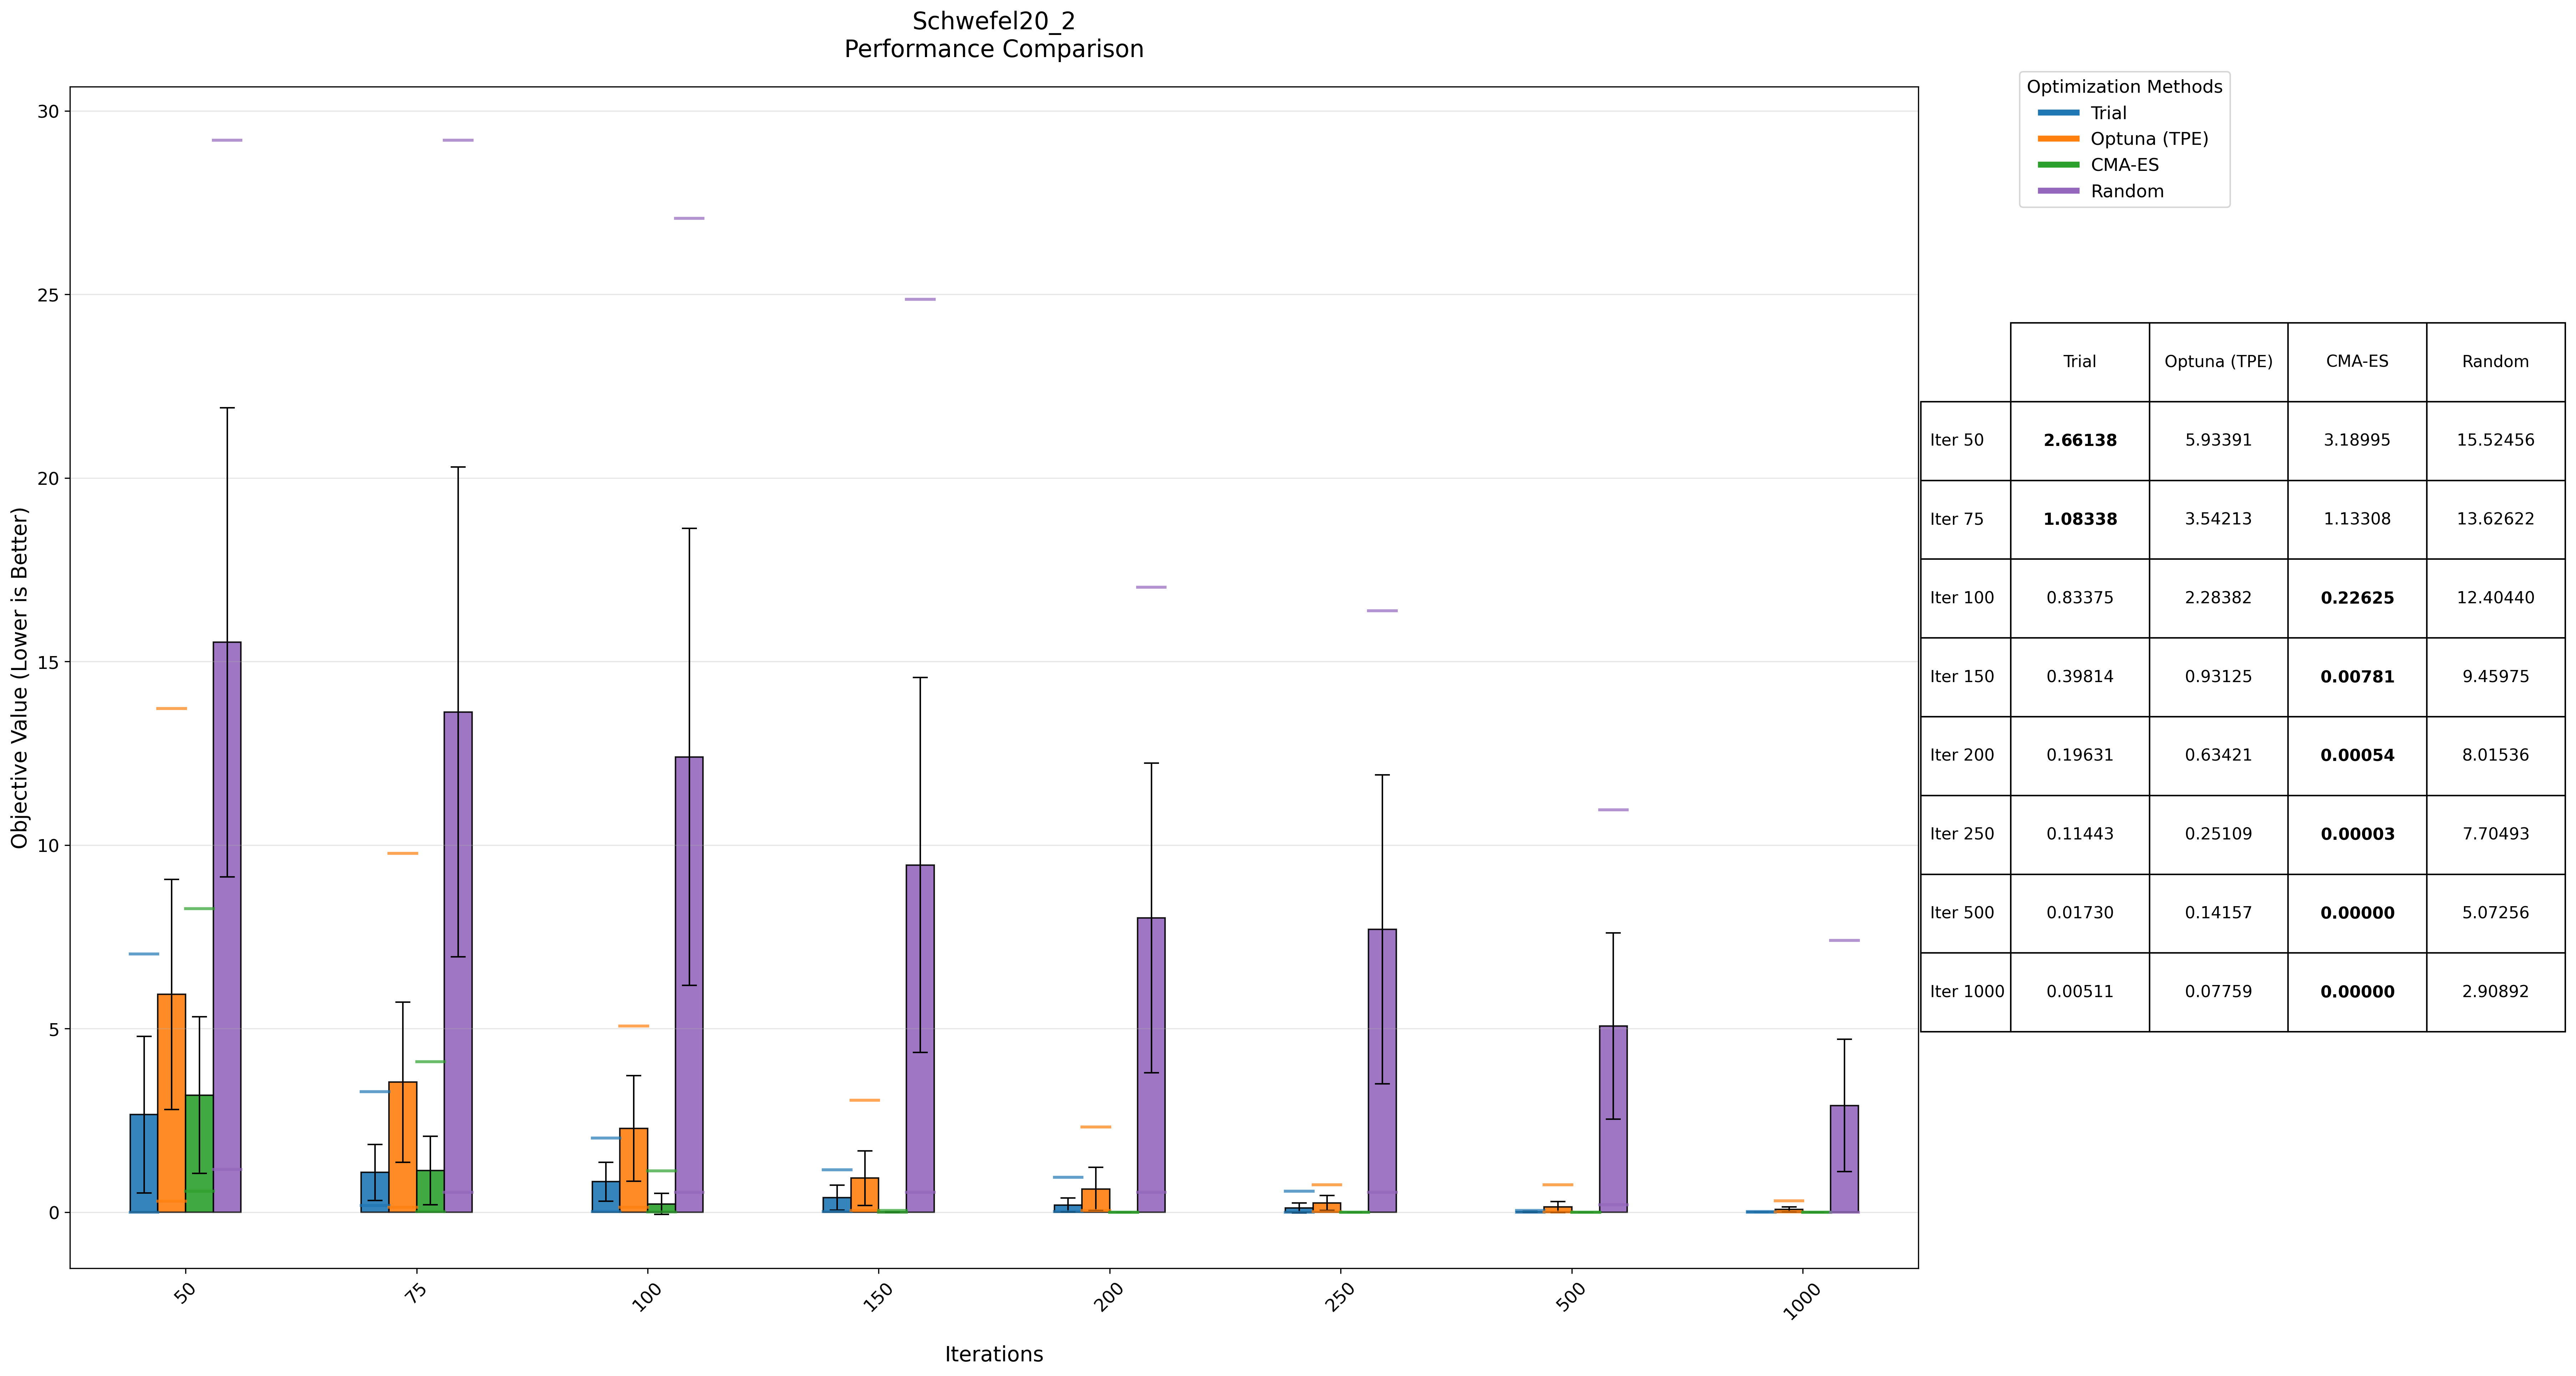 Schwefel20_2
Performance Comparison
Objective Value (Lower is Better)
30
25
20
15
10
5
0
50
75
100
150
200
250
500
1000
Iterations
Optimization Methods
Trial
Optuna (TPE)
CMA-ES
Random
Trial Optuna (TPE) CMA-ES Random
Iter 50 2.66138 5.93391 3.18995 15.52456
Iter 75 1.08338 3.54213 1.13308 13.62622
Iter 100 0.83375 2.28382 0.22625 12.40440
Iter 150 0.39814 0.93125 0.00781 9.45975
Iter 200 0.19631 0.63421 0.00054 8.01536
Iter 250 0.11443 0.25109 0.00003 7.70493
Iter 500 0.01730 0.14157 0.00000 5.07256
Iter 1000 0.00511 0.07759 0.00000 2.90892